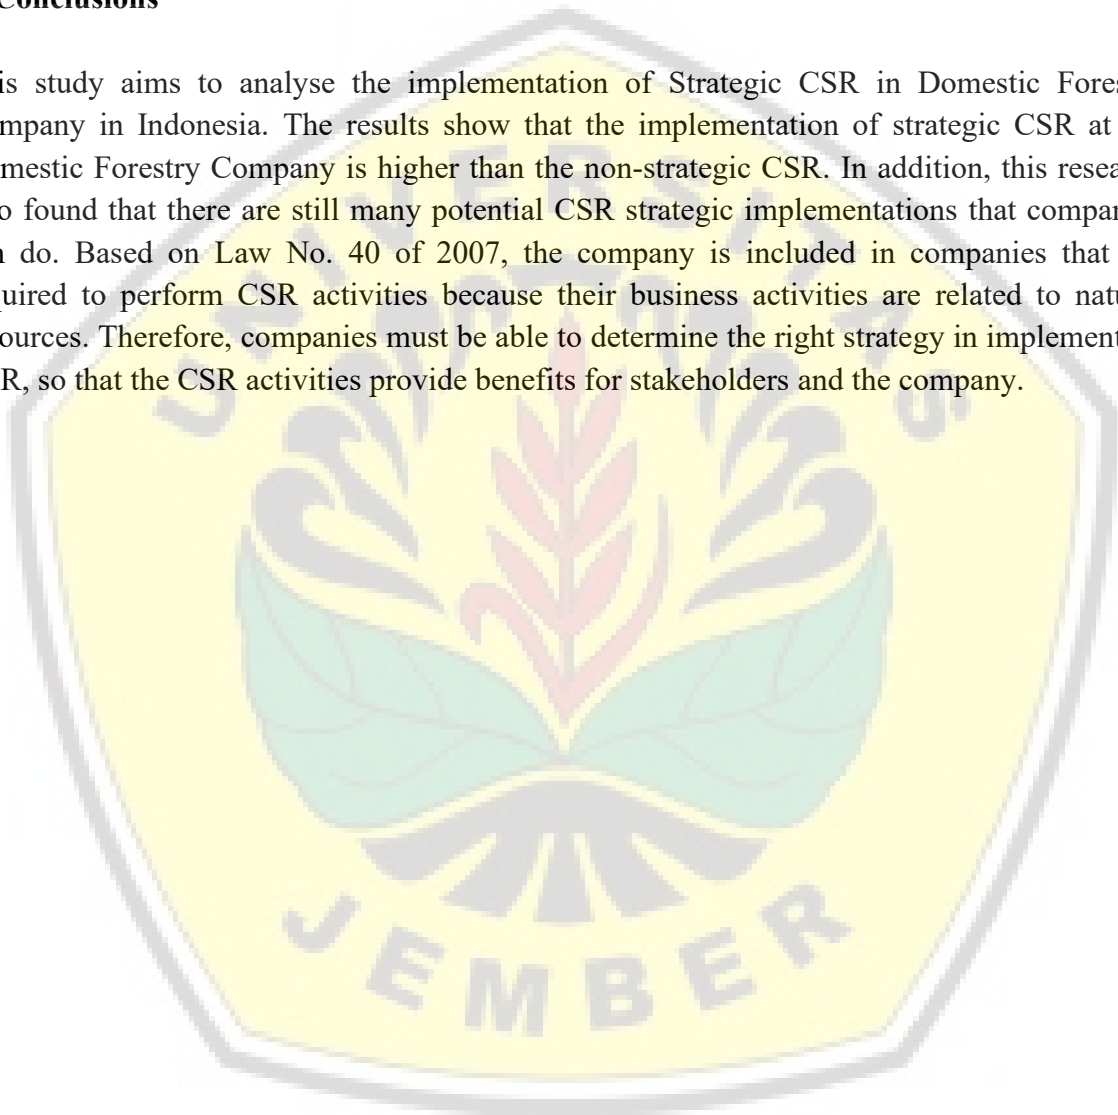 Conclusions
is study aims to analyse the implementation of Strategic CSR in Domestic Fores
mpany in Indonesia. The results show that the implementation of strategic CSR at
mestic Forestry Company is higher than the non-strategic CSR. In addition, this resea
o found that there are still many potential CSR strategic implementations that compan
n do. Based on Law No. 40 of 2007, the company is included in companies that
quired to perform CSR activities because their business activities are related to natu
ources. Therefore, companies must be able to determine the right strategy in implement
R, so that the CSR activities provide benefits for stakeholders and the company.
UNIVERSITAS
JEMBER